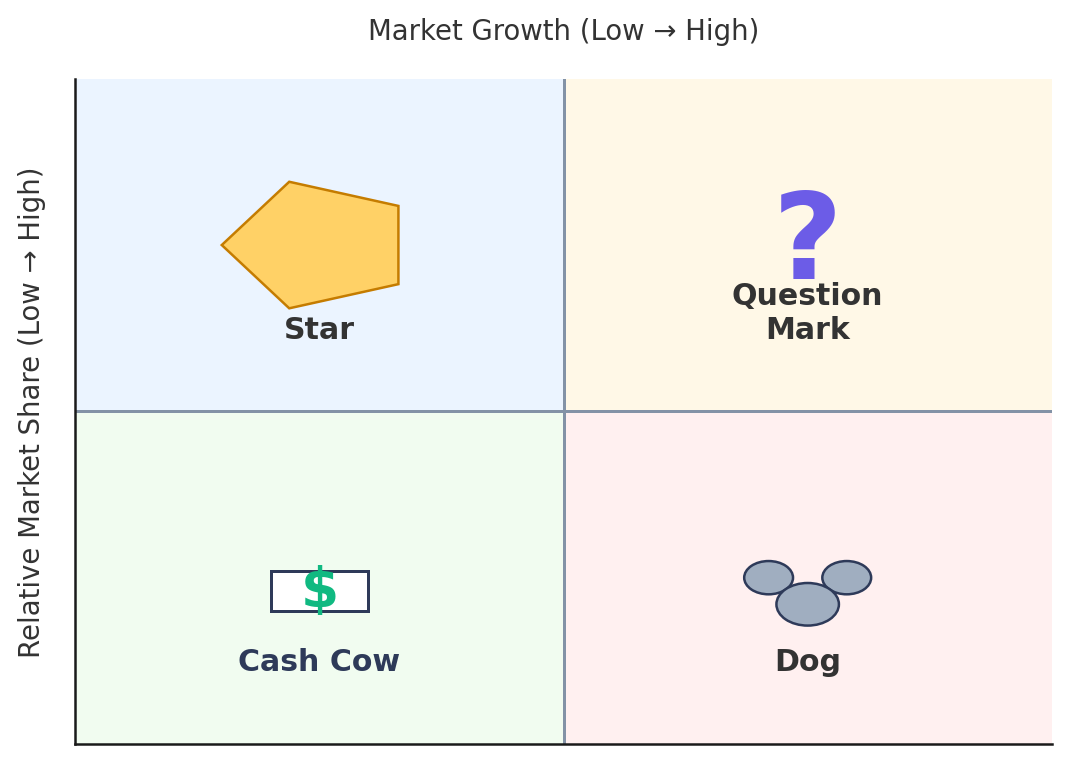 Market Growth (Low → High)
Relative Market Share (Low → High)
Star
?
Question
Mark
$
Cash Cow
Dog